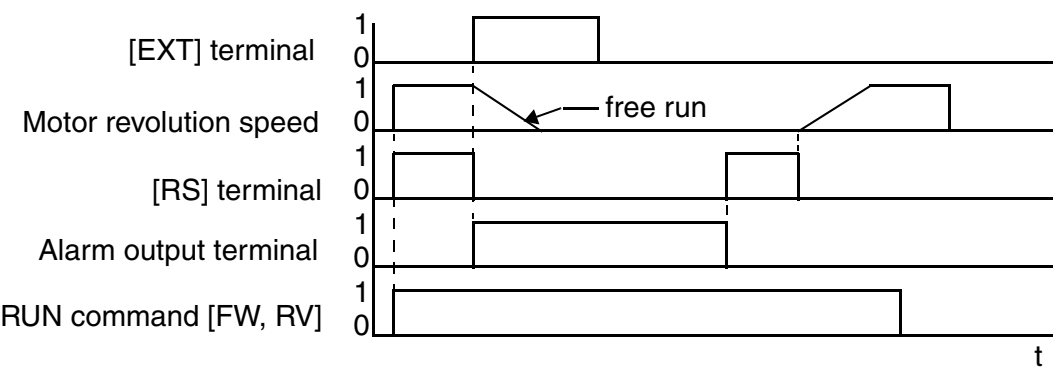 1
[EXT] terminal
0
1
free run
Motor revolution speed
0
1
[RS] terminal
0
1
Alarm output terminal
0
1
RUN command [FW, RV]
0
t